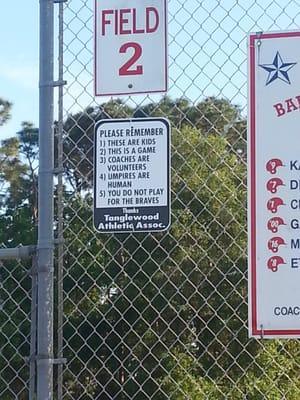 FIELD
2
PLEASE REMEMBER
1) THESE ARE KIDS
2) THIS IS A GAME
3) COACHES ARE
VOLUNTEERS
4) UMPIRES ARE
HUMAN
5) YOU DO NOT PLAY
FOR THE BRAVES
Thanks
Tanglewood
Athletic Assoc.
BA
KA
D
C
G
M
E
COAC